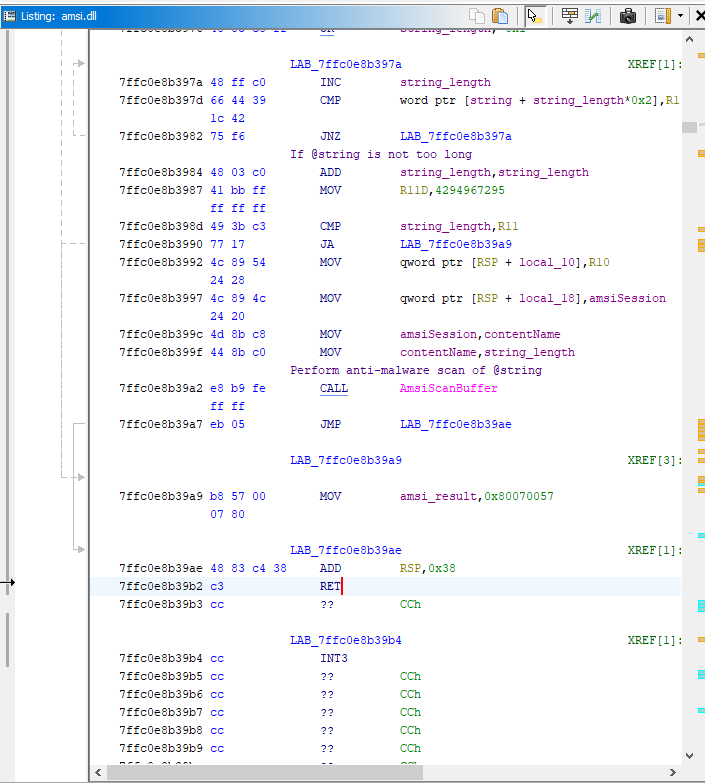 Listing: amsi.dll
LAB_7ffc0e8b397a XREF[1]:
7ffc0e8b397a 48 ff c0 INC string_length
7ffc0e8b397d 66 44 39 CMP word ptr [string + string_length*0x2],R1
1c 42
7ffc0e8b3982 75 f6 JNZ LAB_7ffc0e8b397a
If @string is not too long
7ffc0e8b3984 48 03 c0 ADD string_length,string_length
7ffc0e8b3987 41 bb ff MOV R11D,4294967295
ff ff ff
7ffc0e8b398d 49 3b c3 CMP string_length,R11
7ffc0e8b3990 77 17 JA LAB_7ffc0e8b39a9
7ffc0e8b3992 4c 89 54 MOV qword ptr [RSP + local_10],R10
24 28
7ffc0e8b3997 4c 89 4c MOV qword ptr [RSP + local_18],amsiSession
24 20
7ffc0e8b399c 4d 8b c8 MOV amsiSession,contentName
7ffc0e8b399f 44 8b c0 MOV contentName,string_length
Perform anti-malware scan of @string
7ffc0e8b39a2 e8 b9 fe CALL AmsiScanBuffer
ff ff
7ffc0e8b39a7 eb 05 JMP LAB_7ffc0e8b39ae
LAB_7ffc0e8b39a9 XREF[3]:
7ffc0e8b39a9 b8 57 00 MOV amsi_result,0x80070057
07 80
LAB_7ffc0e8b39ae XREF[1]:
7ffc0e8b39ae 48 83 c4 38 ADD RSP,0x38
7ffc0e8b39b2 c3 RET
7ffc0e8b39b3 cc ?? CCh
LAB_7ffc0e8b39b4 XREF[1]:
7ffc0e8b39b4 cc INT3
7ffc0e8b39b5 cc ?? CCh
7ffc0e8b39b6 cc ?? CCh
7ffc0e8b39b7 cc ?? CCh
7ffc0e8b39b8 cc ?? CCh
7ffc0e8b39b9 cc ?? CCh